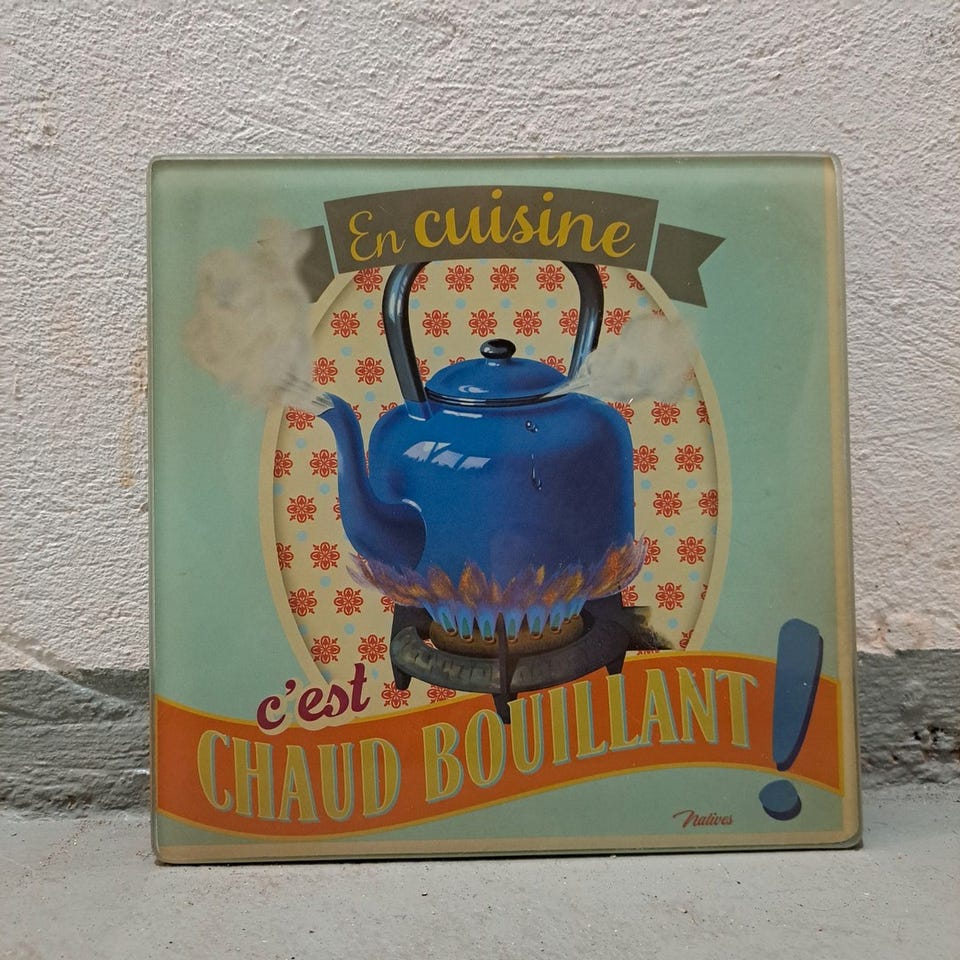 En cuisine
c'est
CHAUD BOUILLANT !
Natives